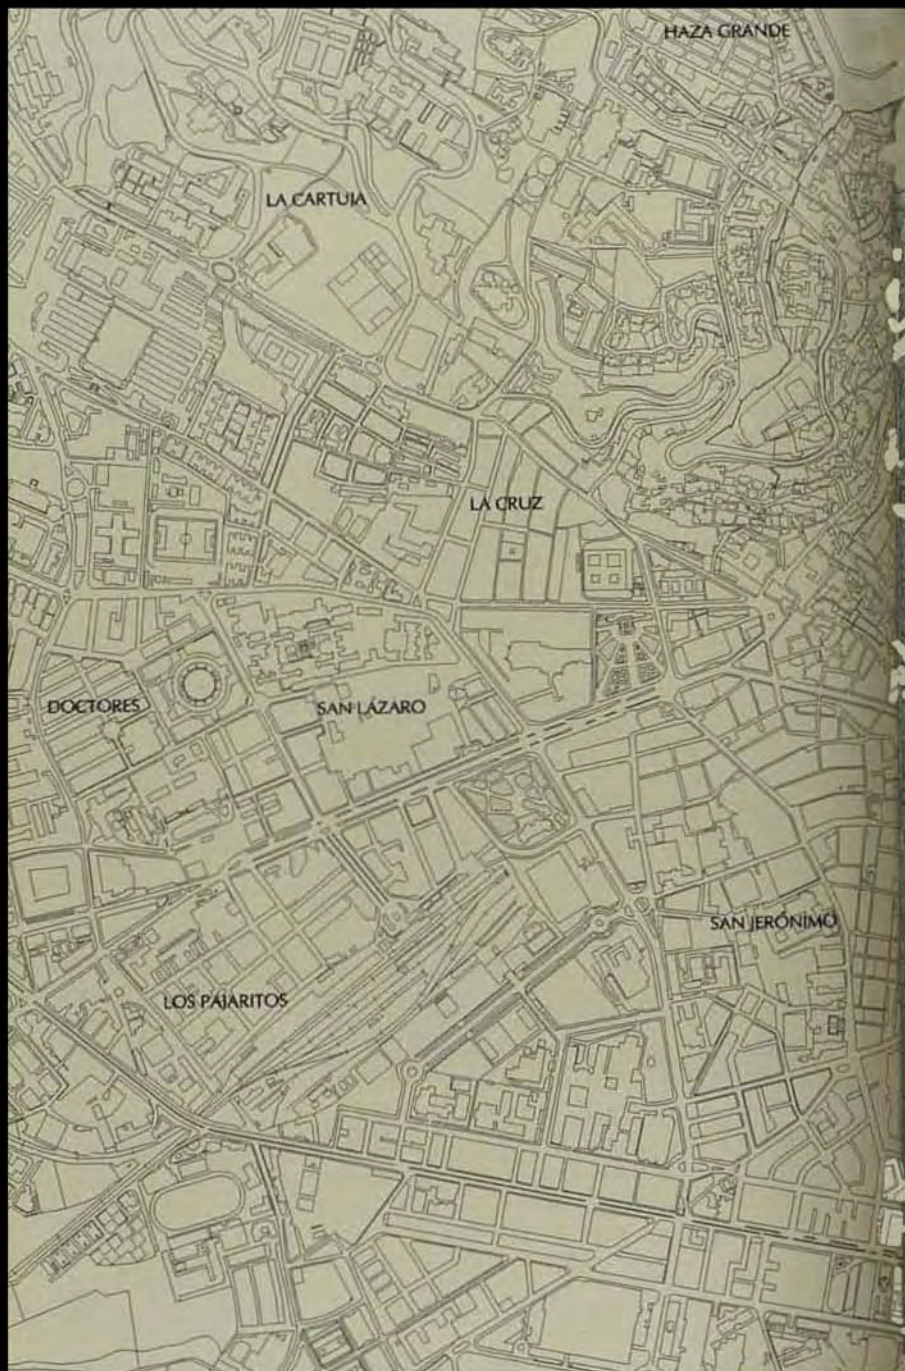 HAZA GRANDE
LA CARTUJA
LA CRUZ
DOCTORES
SAN LÁZARO
SAN JERÓNIMO
LOS PAJARITOS